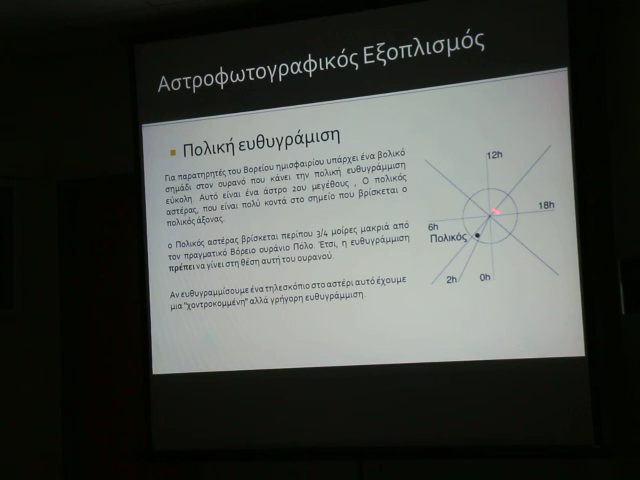 Αστροφωτογραφικός Εξοπλισμός
Πολική ευθυγράμιση
Για παρατηρητές του Βορείου ημισφαιρίου υπάρχει ένα βολικό
σημάδι στον ουρανό που κάνει την πολική ευθυγράμμιση
εύκολη. Αυτό είναι ένα άστρο 2ου μεγέθους , Ο πολικός
αστέρας, που είναι πολύ κοντά στο σημείο που βρίσκεται ο
πολικός άξονας.
ο Πολικός αστέρας βρίσκεται περίπου 3/4 μοίρες μακριά από
τον πραγματικό Βόρειο ουράνιο Πόλο. Έτσι, η ευθυγράμμιση
πρέπει να γίνει στη θέση αυτή του ουρανού.
Αν ευθυγραμμίσουμε ένα τηλεσκόπιο στο αστέρι αυτό έχουμε
μια "χοντροκομμένη" αλλά γρήγορη ευθυγράμμιση.
12h
18h
6h
Πολικός
2h
0h